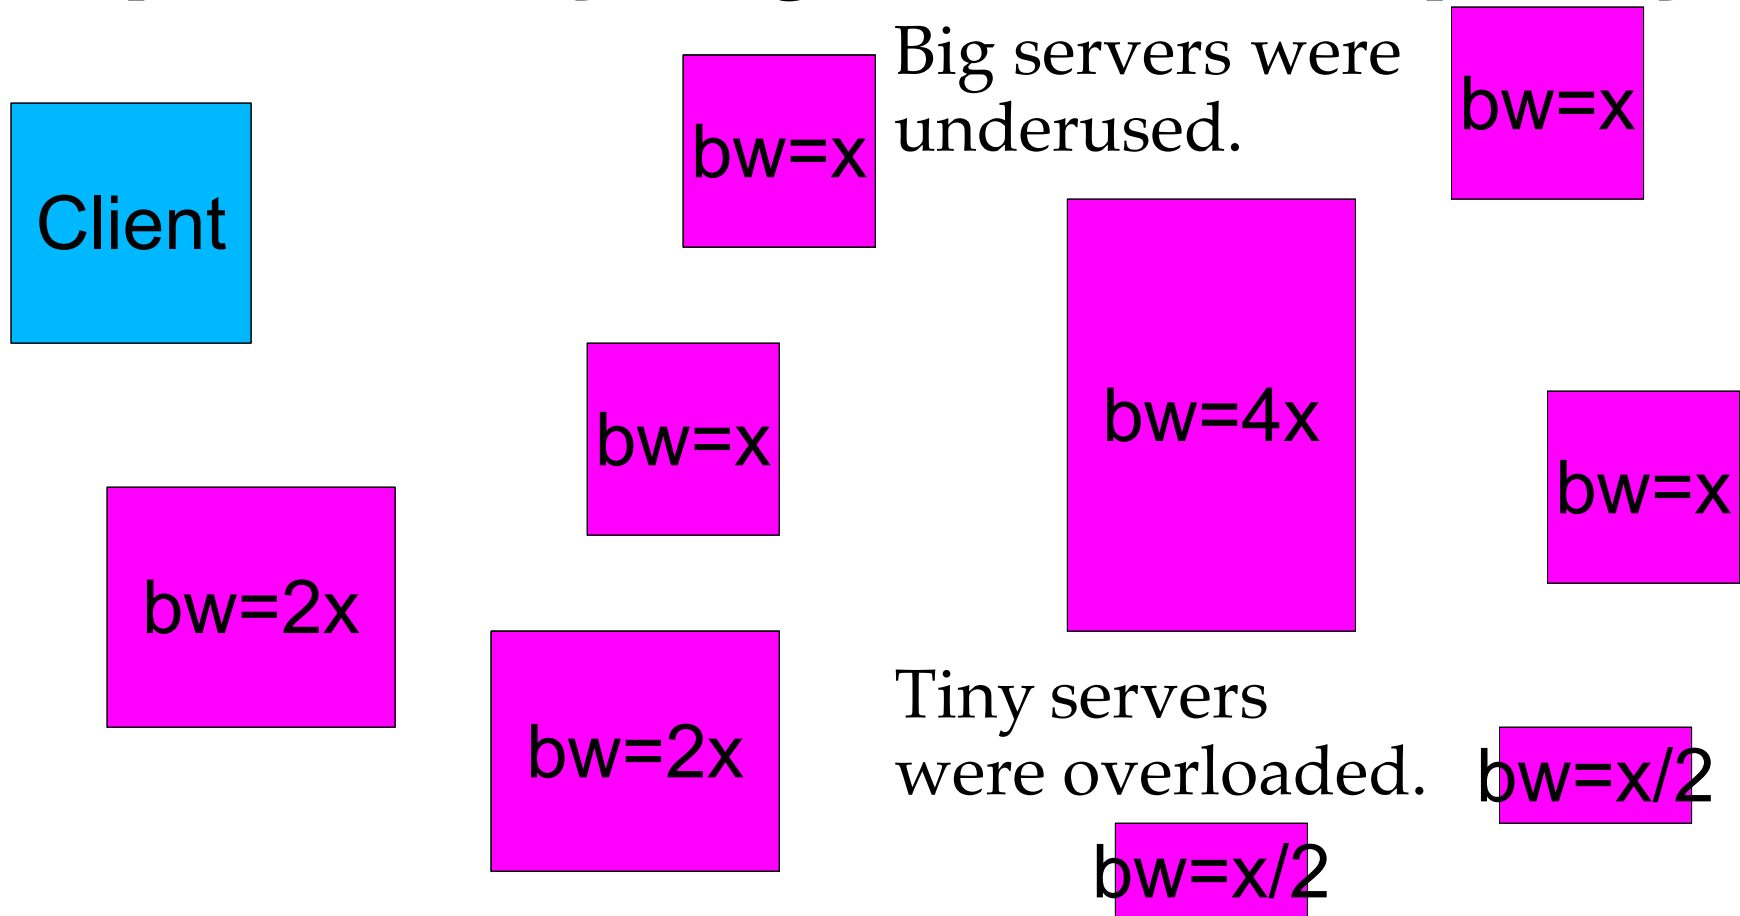 Big servers were
underused.
bw=x
bw=x
Client
bw=x
bw=4x
bw=x
bw=2x
Tiny servers
were overloaded.
bw=2x
bw=x/2
bw=x/2